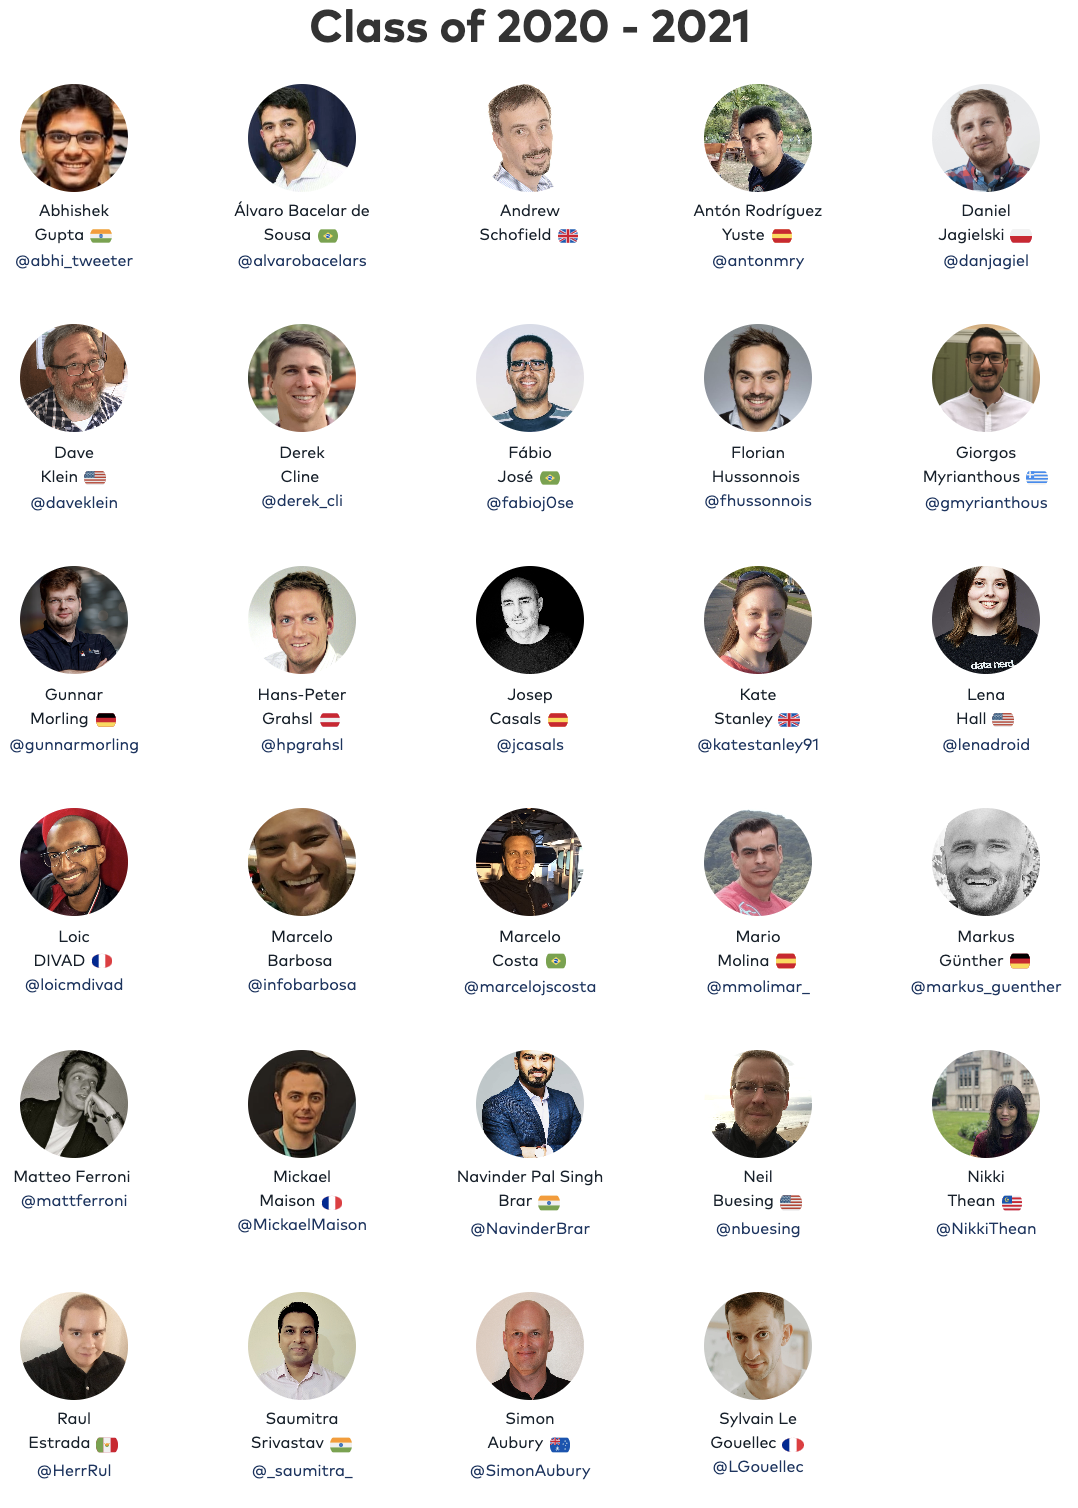 Class of 2020 - 2021
Abhishek
Gupta
@abhi_tweeter
Álvaro Bacelar de
Sousa
@alvarobacelars
Andrew
Schofield
Antón Rodríguez
Yuste
@antonmry
Daniel
Jagielski
@danjagiel
Dave
Klein
@daveklein
Derek
Cline
@derek_cli
Fábio
José
@fabioj0se
Florian
Hussonnois
@fhussonnois
Giorgos
Myrianthous
@gmyrianthous
Gunnar
Morling
@gunnarmorling
Hans-Peter
Grahsl
@hpgrahsl
Josep
Casals
@jcasals
Kate
Stanley
@katestanley91
data nerd
Lena
Hall
@lenadroid
Loic
DIVAD
@loicmdivad
Marcelo
Barbosa
@infobarbosa
Marcelo
Costa
@marcelojscosta
Mario
Molina
@mmolimar_
Markus
Günther
@markus_guenther
Matteo Ferroni
@mattferroni
Mickael
Maison
@MickaelMaison
Navinder Pal Singh
Brar
@NavinderBrar
Neil
Buesing
@nbuesing
Nikki
Thean
@NikkiThean
Raul
Estrada
@HerrRul
Saumitra
Srivastav
@_saumitra_
Simon
Aubury
@SimonAubury
Sylvain Le
Gouellec
@LGouellec